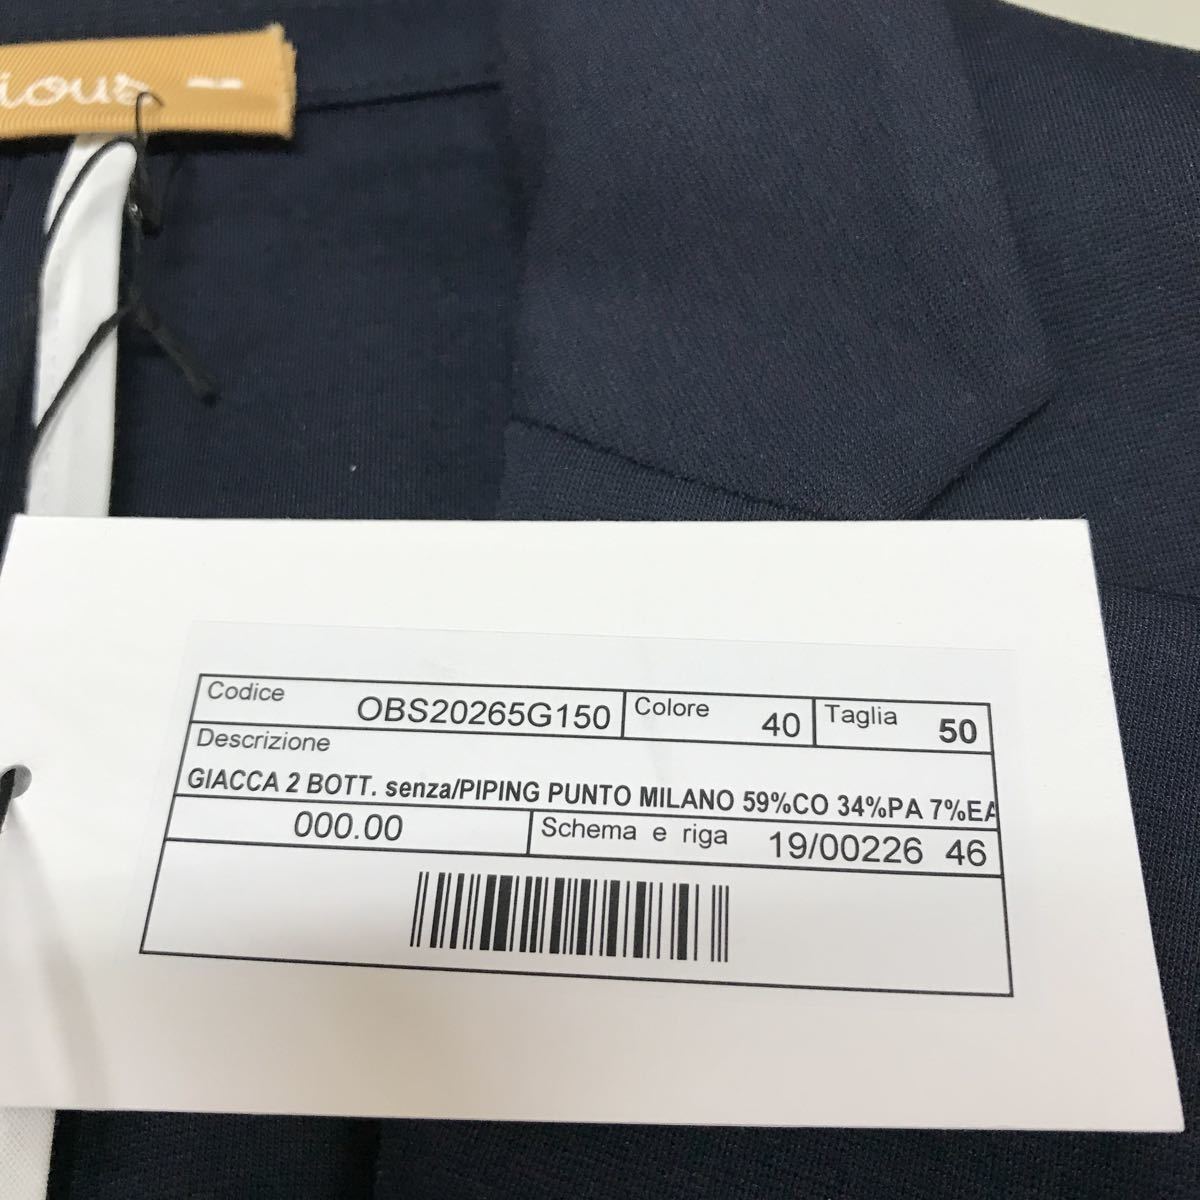 Codice OBS20265G150 Colore 40 Taglia 50
Descrizione
GIACCA 2 BOTT. senza/PIPING PUNTO MILANO 59%CO 34%PA 7%EA
000.00 Schema e riga 19/00226 46